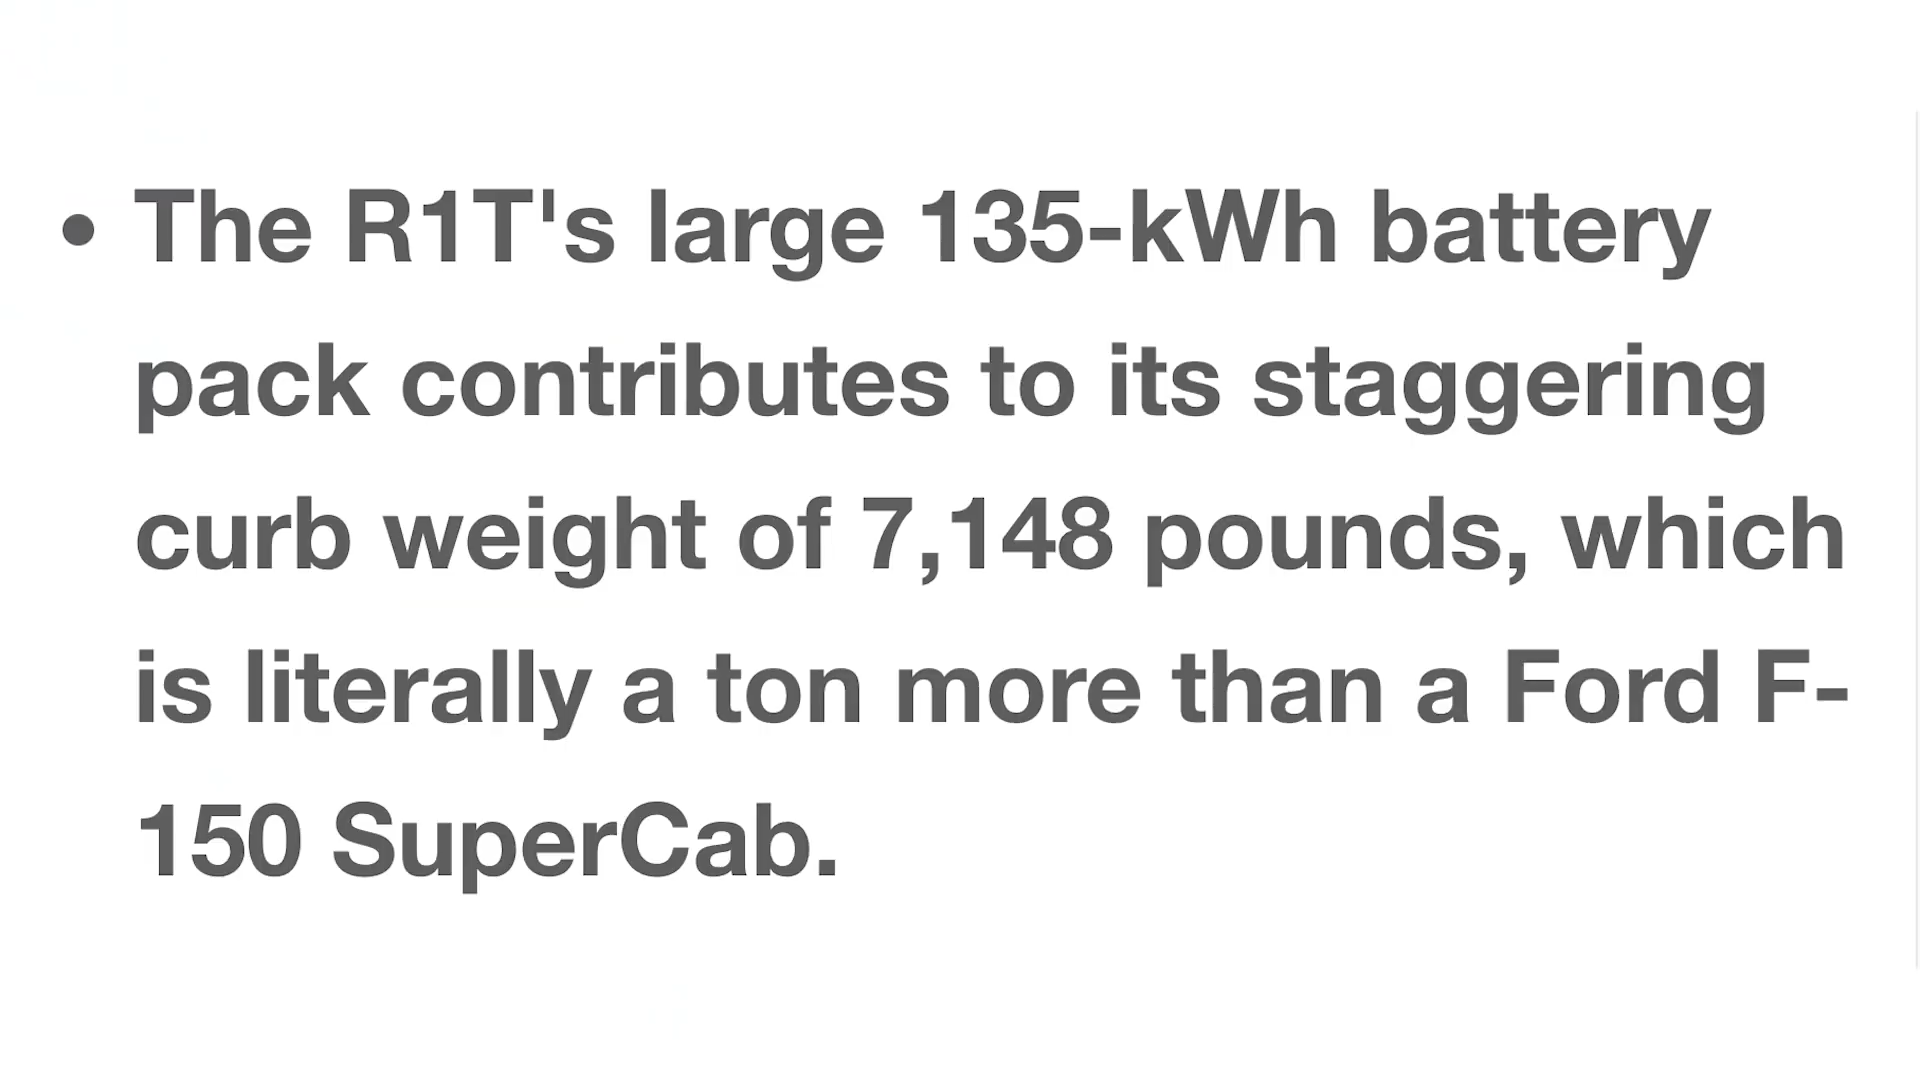 • The R1T's large 135-kWh battery
pack contributes to its staggering
curb weight of 7,148 pounds, which
is literally a ton more than a Ford F-
150 SuperCab.